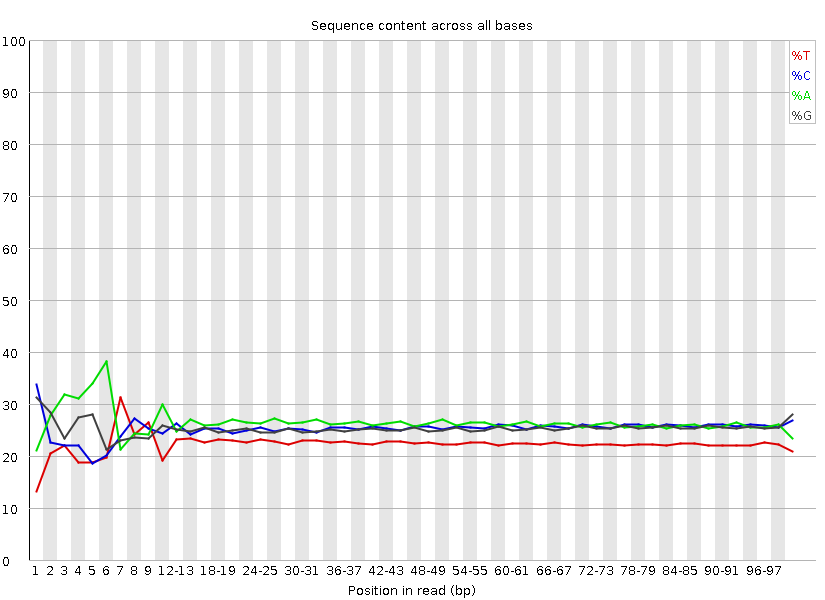 Sequence content across all bases
100
90
80
70
60
50
40
30
20
10
0
%T
%C
%A
%G
1 2 3 4 5 6 7 8 9 12-13 18-19 24-25 30-31 36-37 42-43 48-49 54-55 60-61 66-67 72-73 78-79 84-85 90-91 96-97
Position in read (bp)